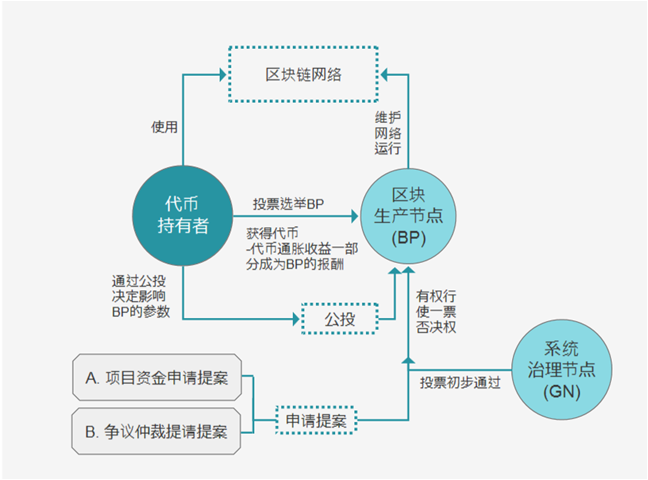 区块链网络
使用
维护
网络
运行
代币
持有者
投票选举BP
获得代币
-代币通胀收益一部
分成为BP的报酬
区块
生产节点
(BP)
通过公投
决定影响
BP的参数
公投
有权行
使一票
否决权
系统
治理节点
(GN)
投票初步通过
A. 项目资金申请提案
B. 争议仲裁提请提案
申请提案